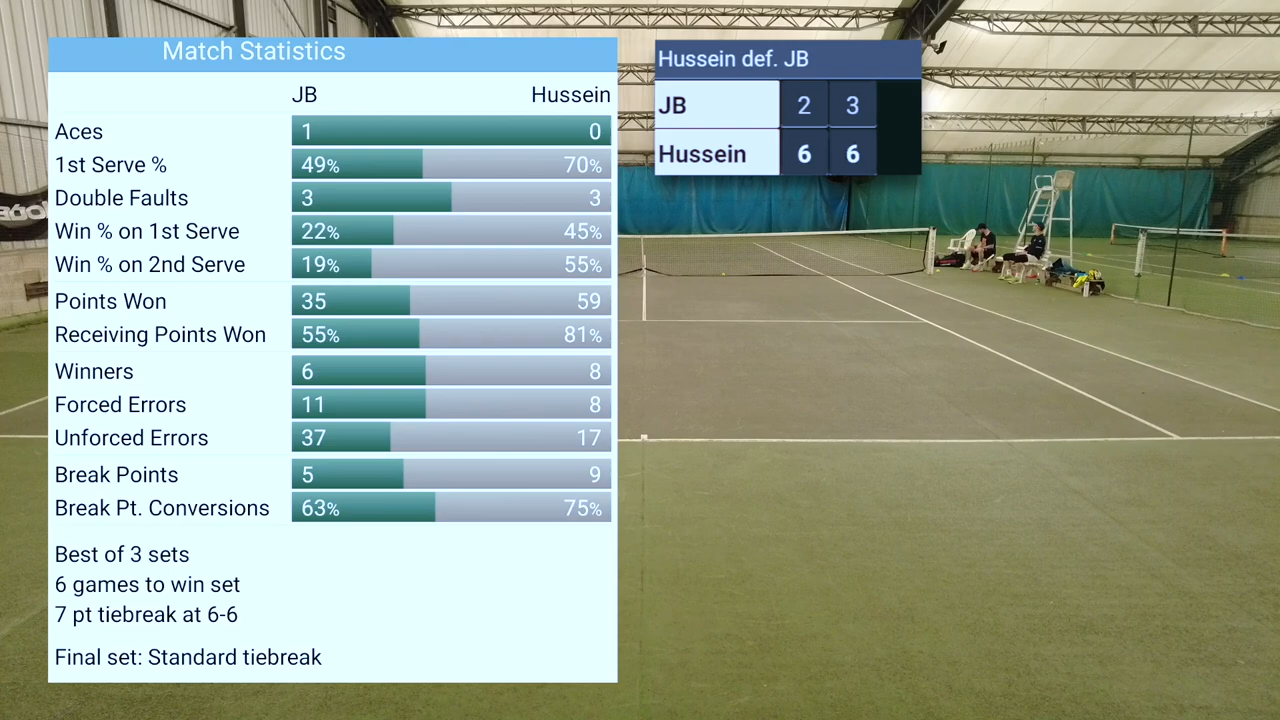 Match Statistics
JB Hussein
Aces 1 0
1st Serve % 49% 70%
Double Faults 3 3
Win % on 1st Serve 22% 45%
Win % on 2nd Serve 19% 55%
Points Won 35 59
Receiving Points Won 55% 81%
Winners 6 8
Forced Errors 11 8
Unforced Errors 37 17
Break Points 5 9
Break Pt. Conversions 63% 75%
Best of 3 sets
6 games to win set
7 pt tiebreak at 6-6
Final set: Standard tiebreak
Hussein def. JB
JB 2 3
Hussein 6 6